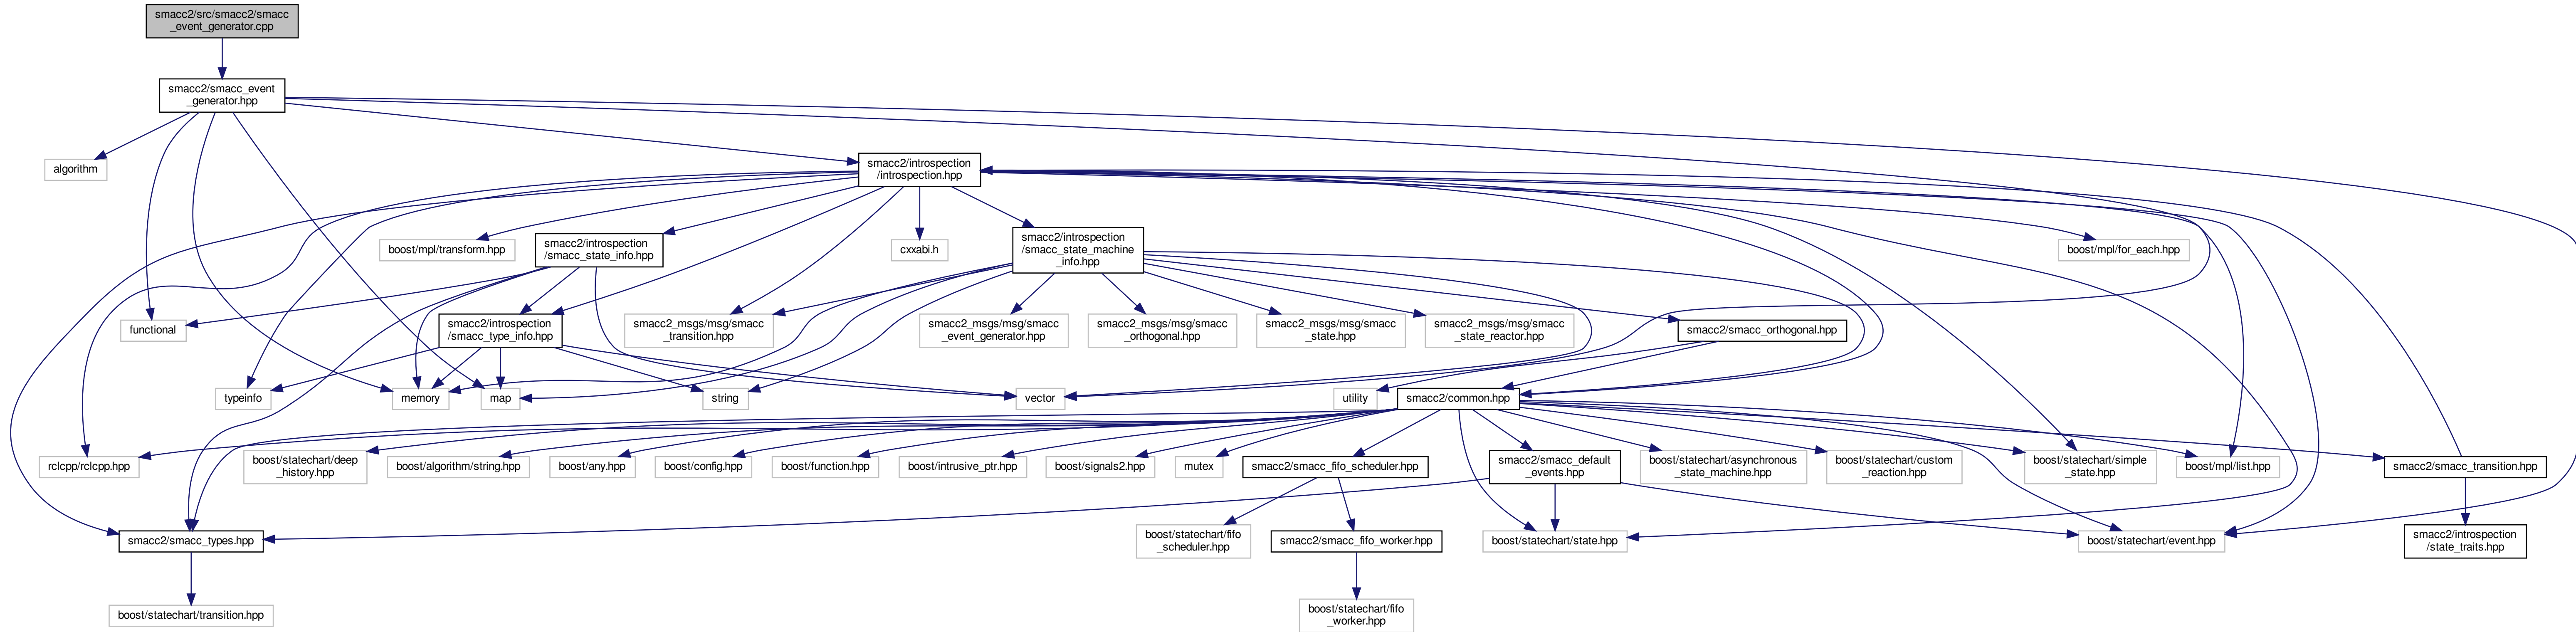 smacc2/src/smacc2/smacc
_event_generator.cpp
smacc2/smacc_event
_generator.hpp
algorithm
smacc2/introspection
/introspection.hpp
boost/mpl/transform.hpp
smacc2/introspection
/smacc_state_info.hpp
cxxabi.h
smacc2/introspection
/smacc_state_machine
_info.hpp
boost/mpl/for_each.hpp
functional
smacc2/introspection
/smacc_type_info.hpp
smacc2_msgs/msg/smacc
_transition.hpp
smacc2_msgs/msg/smacc
_event_generator.hpp
smacc2_msgs/msg/smacc
_orthogonal.hpp
smacc2_msgs/msg/smacc
_state.hpp
smacc2_msgs/msg/smacc
_state_reactor.hpp
smacc2/smacc_orthogonal.hpp
typeinfo
memory
map
string
vector
utility
smacc2/common.hpp
rclcpp/rclcpp.hpp
boost/statechart/deep
_history.hpp
boost/algorithm/string.hpp
boost/any.hpp
boost/config.hpp
boost/function.hpp
boost/intrusive_ptr.hpp
boost/signals2.hpp
mutex
smacc2/smacc_fifo_scheduler.hpp
smacc2/smacc_default
_events.hpp
boost/statechart/asynchronous
_state_machine.hpp
boost/statechart/custom
_reaction.hpp
boost/statechart/simple
_state.hpp
boost/mpl/list.hpp
smacc2/smacc_transition.hpp
smacc2/smacc_types.hpp
boost/statechart/fifo
_scheduler.hpp
smacc2/smacc_fifo_worker.hpp
boost/statechart/state.hpp
boost/statechart/event.hpp
smacc2/introspection
/state_traits.hpp
boost/statechart/transition.hpp
boost/statechart/fifo
_worker.hpp